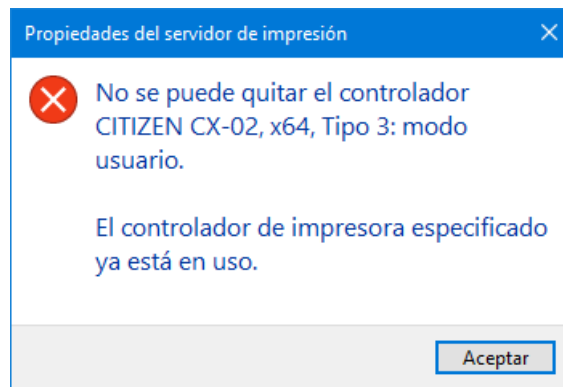 Propiedades del servidor de impresión
No se puede quitar el controlador
CITIZEN CX-02, x64, Tipo 3: modo
usuario.
El controlador de impresora especificado
ya está en uso.
Aceptar